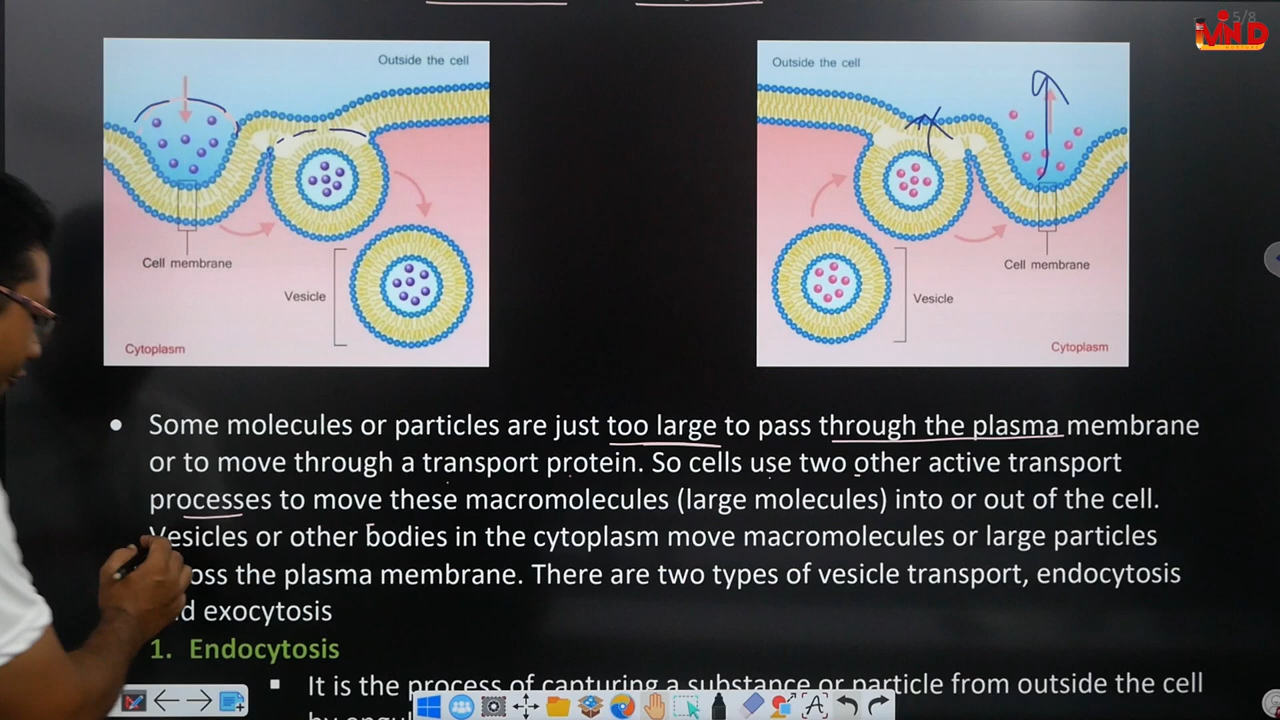 5/8
MIND
Outside the cell
Cell membrane
Vesicle
Cytoplasm
Outside the cell
Cell membrane
Vesicle
Cytoplasm
• Some molecules or particles are just too large to pass through the plasma membrane
or to move through a transport protein. So cells use two other active transport
processes to move these macromolecules (large molecules) into or out of the cell.
Vesicles or other bodies in the cytoplasm move macromolecules or large particles
the plasma membrane. There are two types of vesicle transport, endocytosis
exocytosis
1. Endocytosis
▪ It is the process of capturing a substance or particle from outside the cell